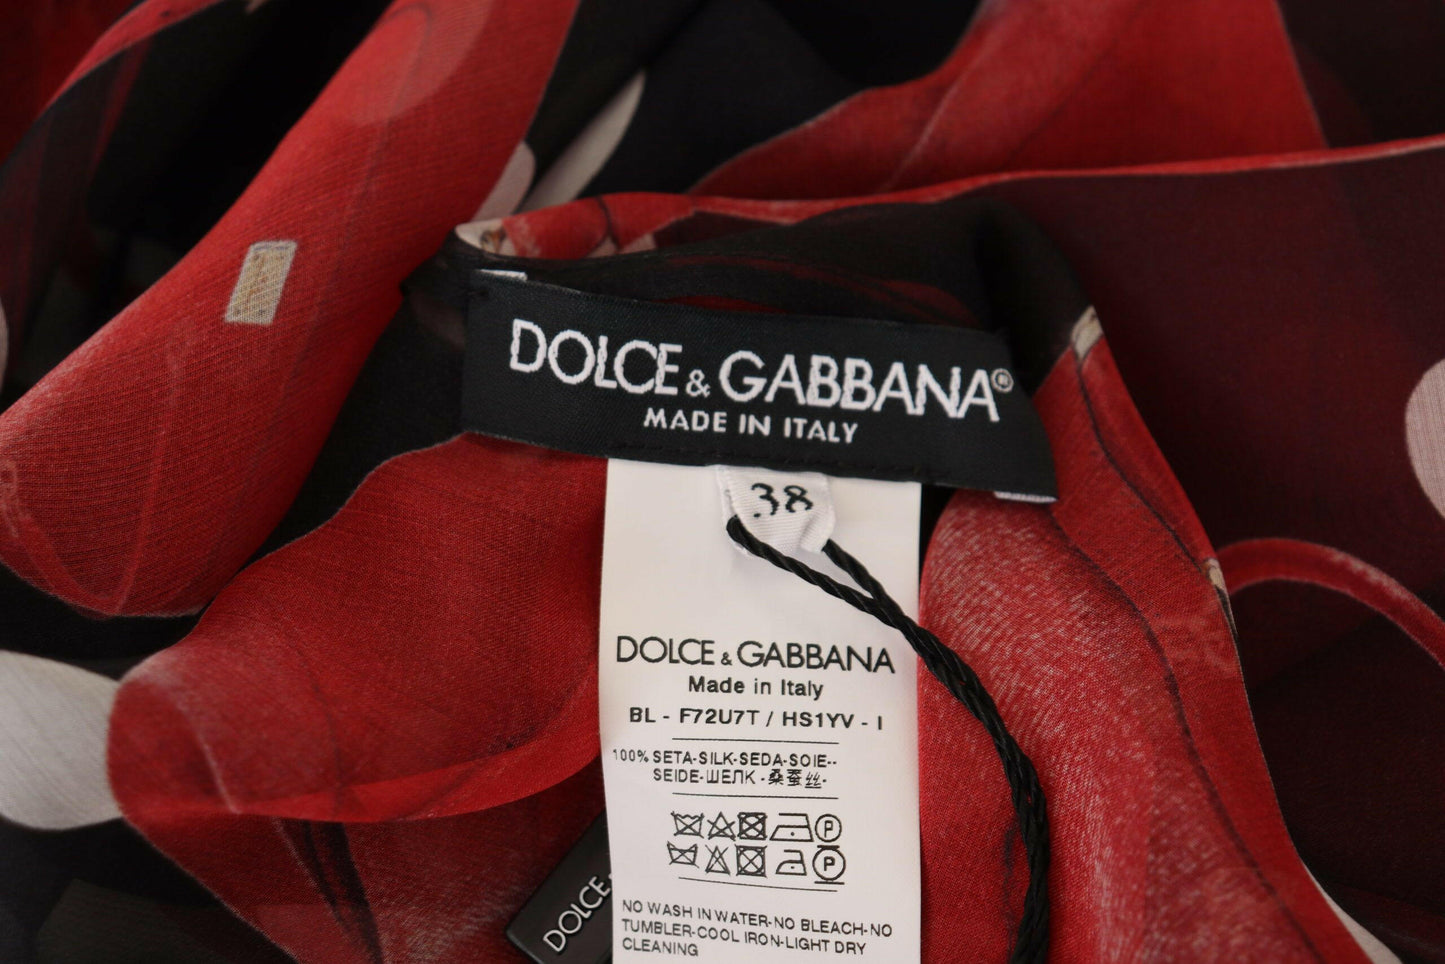 DOLCE & GABBANA®
MADE IN ITALY
38
DOLCE & GABBANA
Made in Italy
BL - F72U7T / HS1YV - I
100% SETA-SILK-SEDA-SOIE--
SEIDE-ШЕЛК-桑蚕丝-
P
P
NO WASH IN WATER-NO BLEACH-NO
TUMBLER-COOL IRON-LIGHT DRY
CLEANING
DOLCE